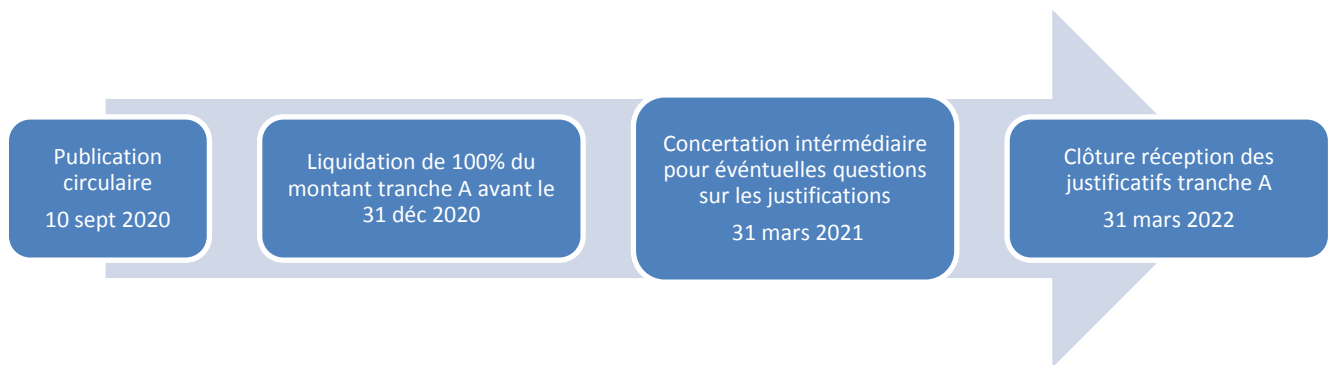 Publication
circulaire
10 sept 2020
Liquidation de 100% du
montant tranche A avant le
31 déc 2020
Concertation intérmédiaire
pour événtuelles questions
sur les justifications
31 mars 2021
Clôture réception des
justificatifs tranche A
31 mars 2022